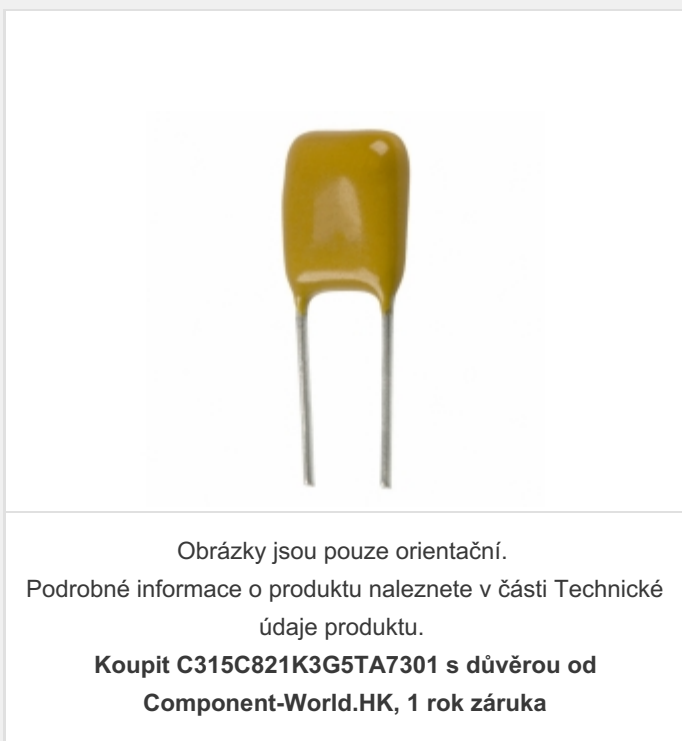 Obrázky jsou pouze orientační.
Podrobné informace o produktu naleznete v části Technické
údaje produktu.
Koupit C315C821K3G5TA7301 s důvěrou od
Component-World.HK, 1 rok záruka